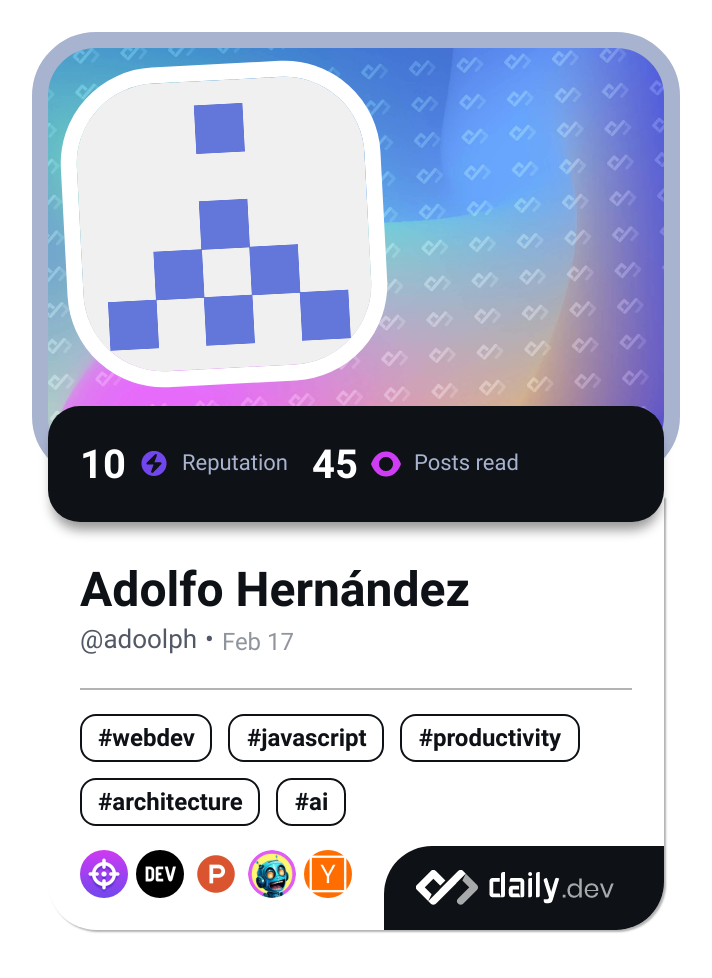 10 Reputation 45 Posts read
Adolfo Hernández
@adoolph • Feb 17
#webdev #javascript #productivity
#architecture #ai
DEV P Y
daily.dev